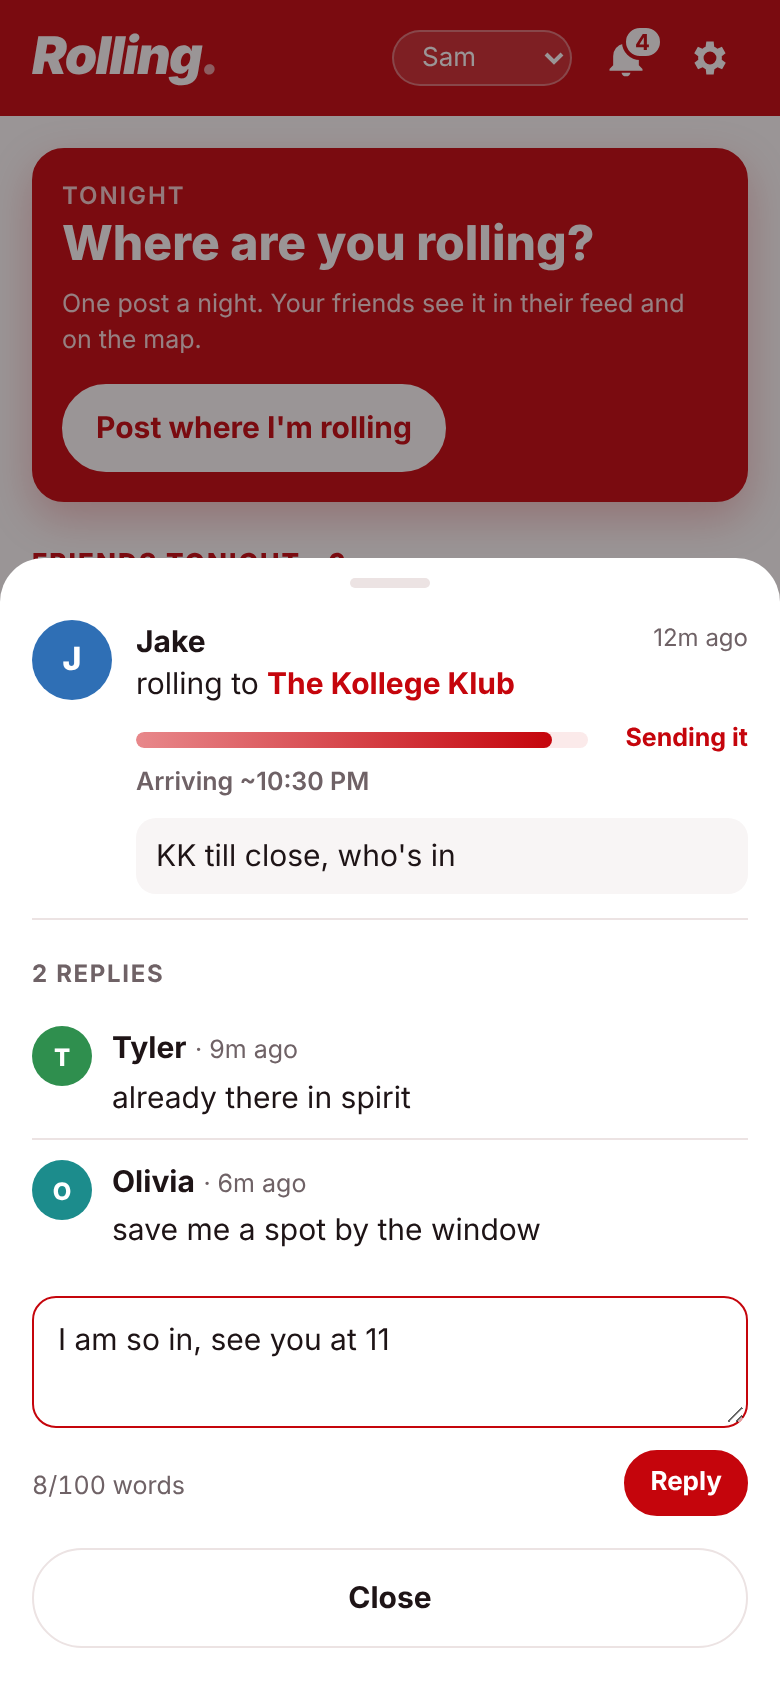 Rolling.
Sam
4
TONIGHT
Where are you rolling?
One post a night. Your friends see it in their feed and
on the map.
Post where I'm rolling
FRIENDS TONIGHT
J
Jake
12m ago
rolling to The Kollege Klub
Sending it
Arriving ~10:30 PM
KK till close, who's in
2 REPLIES
T
Tyler · 9m ago
already there in spirit
O
Olivia · 6m ago
save me a spot by the window
I am so in, see you at 11
8/100 words
Reply
Close